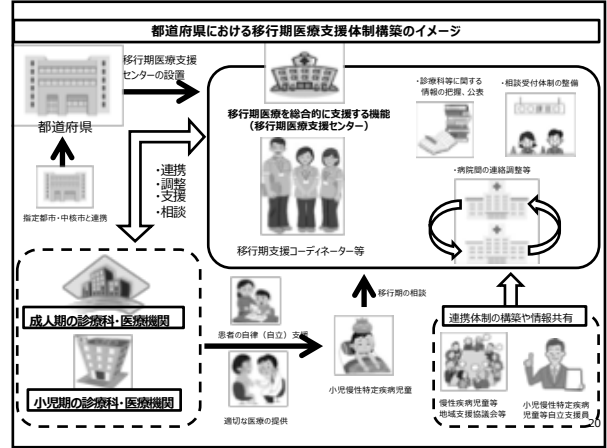 都道府県における移行期医療支援体制構築のイメージ
移行期医療支援
センターの設置
都道府県
指定都市・中核市と連携
・連携
・調整
・支援
・相談
移行期医療を総合的に支援する機能
（移行期医療支援センター）
移行期支援コーディネーター等
・診療科等に関する
情報の把握、公表
・相談受付体制の整備
・病院間の連絡調整等
成人期の診療科・医療機関
小児期の診療科・医療機関
患者の自律（自立）支援
適切な医療の提供
移行期の相談
小児慢性特定疾病児童
連携体制の構築や情報共有
慢性疾病児童等
地域支援協議会等
小児慢性特定疾病
児童等自立支援員
20